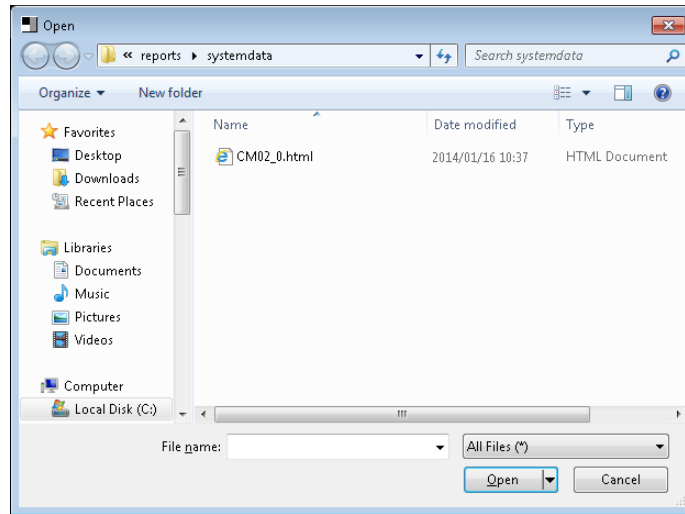 Open
« reports systemdata
Search systemdata
Organize New folder
Name Date modified Type
CM02_0.html 2014/01/16 10:37 HTML Document
Favorites
Desktop
Downloads
Recent Places
Libraries
Documents
Music
Pictures
Videos
Computer
Local Disk (C:)
File name:
All Files (*)
Open Cancel